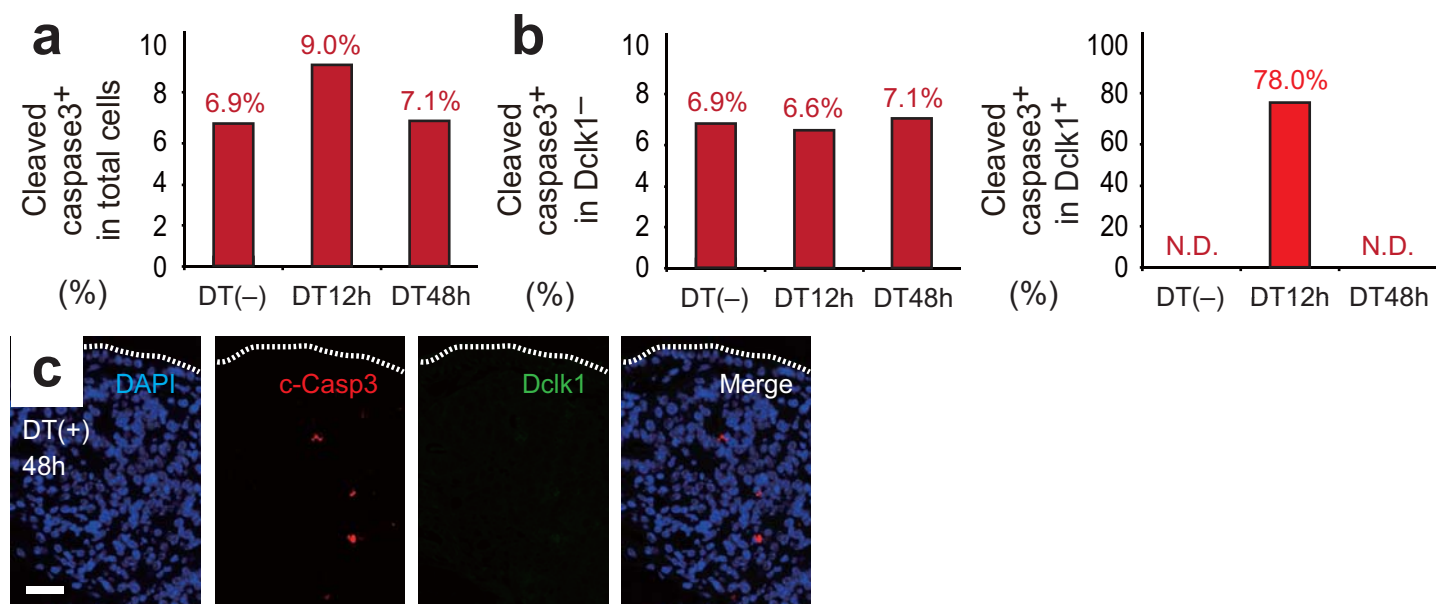 a
Cleaved
caspase3+
in total cells
(%)
10
8
6
4
2
0
6.9%
9.0%
7.1%
DT(–)
DT12h
DT48h
b
Cleaved
caspase3+
in Dclk1–
(%)
10
8
6
4
2
0
6.9%
6.6%
7.1%
DT(–)
DT12h
DT48h
Cleaved
caspase3+
in Dclk1+
(%)
100
80
60
40
20
0
N.D.
78.0%
N.D.
DT(–)
DT12h
DT48h
c
DAPI
DT(+)
48h
c-Casp3
Dclk1
Merge